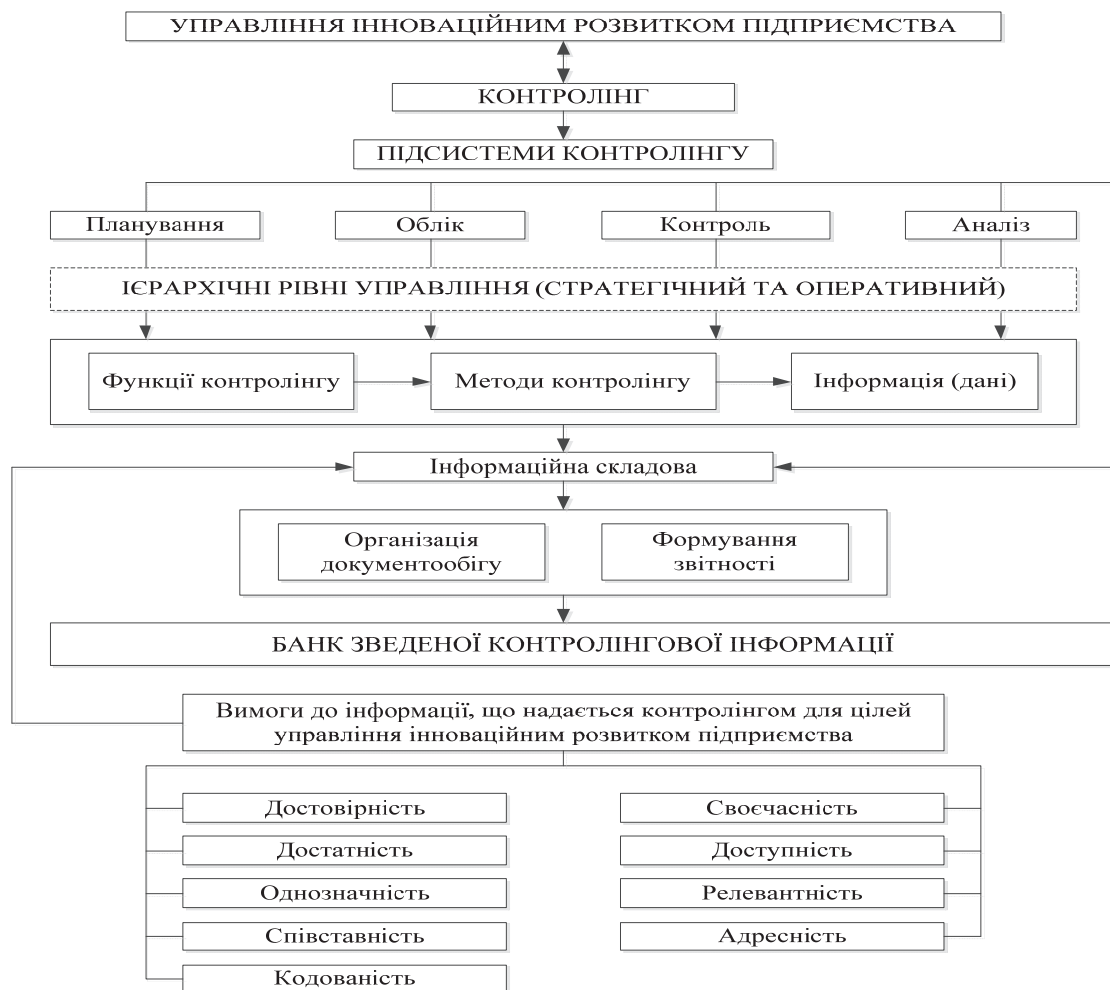 УПРАВЛІННЯ ІННОВАЦІЙНИМ РОЗВИТКОМ ПІДПРИЄМСТВА
КОНТРОЛІНГ
ПІДСИСТЕМИ КОНТРОЛІНГУ
Планування
Облік
Контроль
Аналіз
ІЄРАРХІЧНІ РІВНІ УПРАВЛІННЯ (СТРАТЕГІЧНИЙ ТА ОПЕРАТИВНИЙ)
Функції контролінгу
Методи контролінгу
Інформація (дані)
Інформаційна складова
Організація
документообігу
Формування
звітності
БАНК ЗВЕДЕНОЇ КОНТРОЛІНГОВОЇ ІНФОРМАЦІЇ
Вимоги до інформації, що надається контролінгом для цілей
управління інноваційним розвитком підприємства
Достовірність
Достатність
Однозначність
Співставність
Кодованість
Своєчасність
Доступність
Релевантність
Адресність